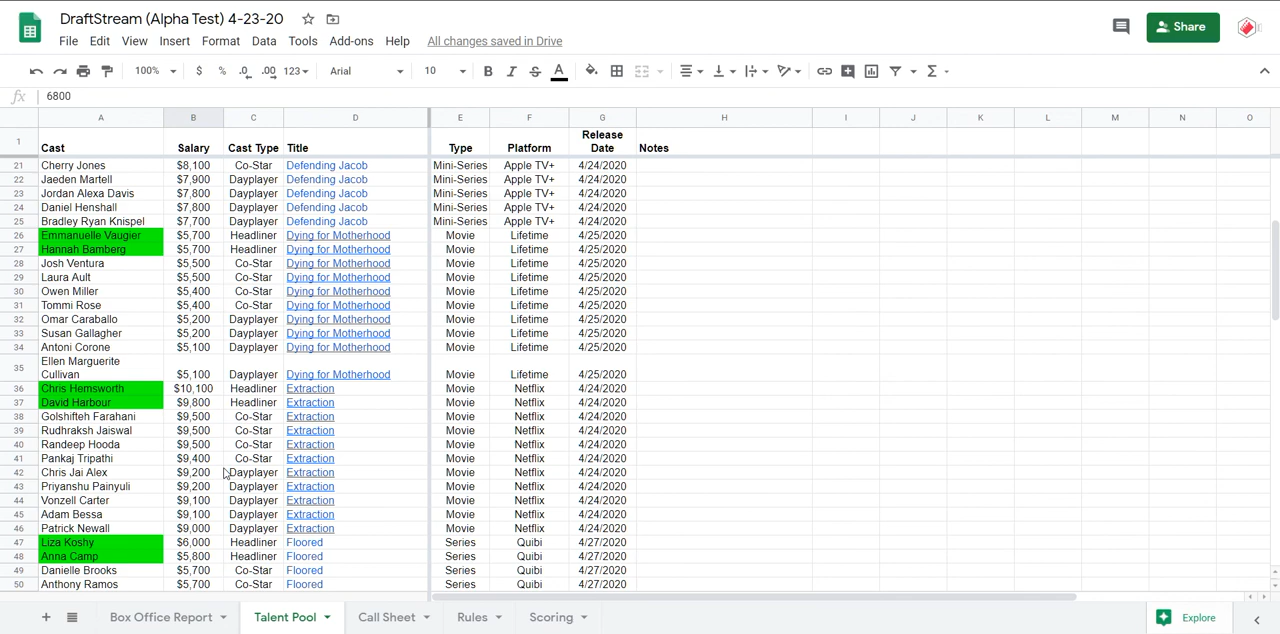 DraftStream (Alpha Test) 4-23-20
File Edit View Insert Format Data Tools Add-ons Help All changes saved in Drive
Share
100% $ % .0 .00 123 Arial 10 B I S A
fx 6800
A B C D E F G H I J K L M N O
1 Cast Salary Cast Type Title Type Platform Release Date Notes
21 Cherry Jones $8,100 Co-Star Defending Jacob Mini-Series Apple TV+ 4/24/2020
22 Jaeden Martell $7,900 Dayplayer Defending Jacob Mini-Series Apple TV+ 4/24/2020
23 Jordan Alexa Davis $7,800 Dayplayer Defending Jacob Mini-Series Apple TV+ 4/24/2020
24 Daniel Henshall $7,800 Dayplayer Defending Jacob Mini-Series Apple TV+ 4/24/2020
25 Bradley Ryan Knispel $7,700 Dayplayer Defending Jacob Mini-Series Apple TV+ 4/24/2020
26 Emmanuelle Vaugier $5,700 Headliner Dying for Motherhood Movie Lifetime 4/25/2020
27 Hannah Bamberg $5,700 Headliner Dying for Motherhood Movie Lifetime 4/25/2020
28 Josh Ventura $5,500 Co-Star Dying for Motherhood Movie Lifetime 4/25/2020
29 Laura Ault $5,500 Co-Star Dying for Motherhood Movie Lifetime 4/25/2020
30 Owen Miller $5,400 Co-Star Dying for Motherhood Movie Lifetime 4/25/2020
31 Tommi Rose $5,400 Co-Star Dying for Motherhood Movie Lifetime 4/25/2020
32 Omar Caraballo $5,200 Dayplayer Dying for Motherhood Movie Lifetime 4/25/2020
33 Susan Gallagher $5,200 Dayplayer Dying for Motherhood Movie Lifetime 4/25/2020
34 Antoni Corone $5,100 Dayplayer Dying for Motherhood Movie Lifetime 4/25/2020
35 Ellen Marguerite Cullivan $5,100 Dayplayer Dying for Motherhood Movie Lifetime 4/25/2020
36 Chris Hemsworth $10,100 Headliner Extraction Movie Netflix 4/24/2020
37 David Harbour $9,800 Headliner Extraction Movie Netflix 4/24/2020
38 Golshifteh Farahani $9,500 Co-Star Extraction Movie Netflix 4/24/2020
39 Rudhraksh Jaiswal $9,500 Co-Star Extraction Movie Netflix 4/24/2020
40 Randeep Hooda $9,500 Co-Star Extraction Movie Netflix 4/24/2020
41 Pankaj Tripathi $9,400 Co-Star Extraction Movie Netflix 4/24/2020
42 Chris Jai Alex $9,200 Dayplayer Extraction Movie Netflix 4/24/2020
43 Priyanshu Painyuli $9,200 Dayplayer Extraction Movie Netflix 4/24/2020
44 Vonzell Carter $9,100 Dayplayer Extraction Movie Netflix 4/24/2020
45 Adam Bessa $9,100 Dayplayer Extraction Movie Netflix 4/24/2020
46 Patrick Newall $9,000 Dayplayer Extraction Movie Netflix 4/24/2020
47 Liza Koshy $6,000 Headliner Floored Series Quibi 4/27/2020
48 Anna Camp $5,800 Headliner Floored Series Quibi 4/27/2020
49 Danielle Brooks $5,700 Co-Star Floored Series Quibi 4/27/2020
50 Anthony Ramos $5,700 Co-Star Floored Series Quibi 4/27/2020
Box Office Report Talent Pool Call Sheet Rules Scoring Explore